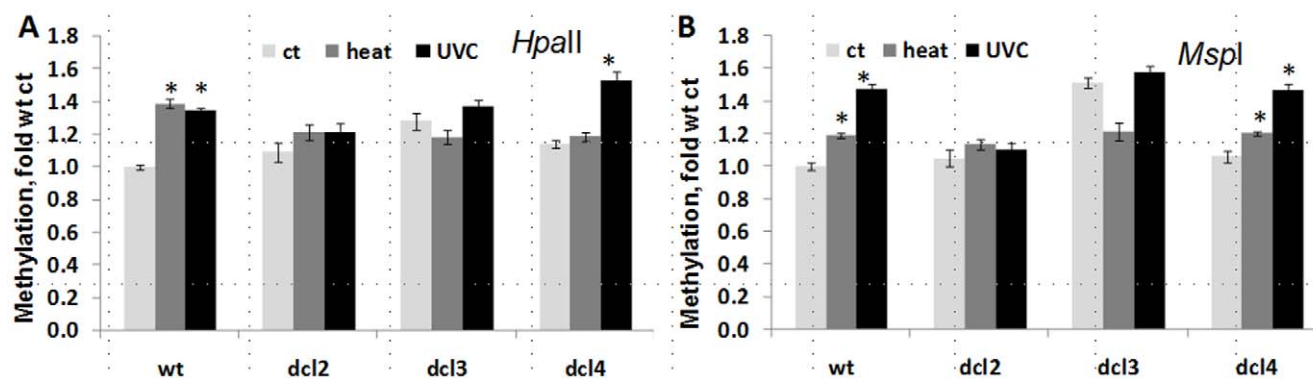 A
Methylation, fold wt ct
1.8
1.6
1.4
1.2
1.0
0.8
0.6
0.4
0.2
0.0
ct heat UVC
HpaII
* * *
wt dcl2 dcl3 dcl4
B
Methylation, fold wt ct
1.8
1.6
1.4
1.2
1.0
0.8
0.6
0.4
0.2
0.0
ct heat UVC
MspI
* * * *
wt dcl2 dcl3 dcl4